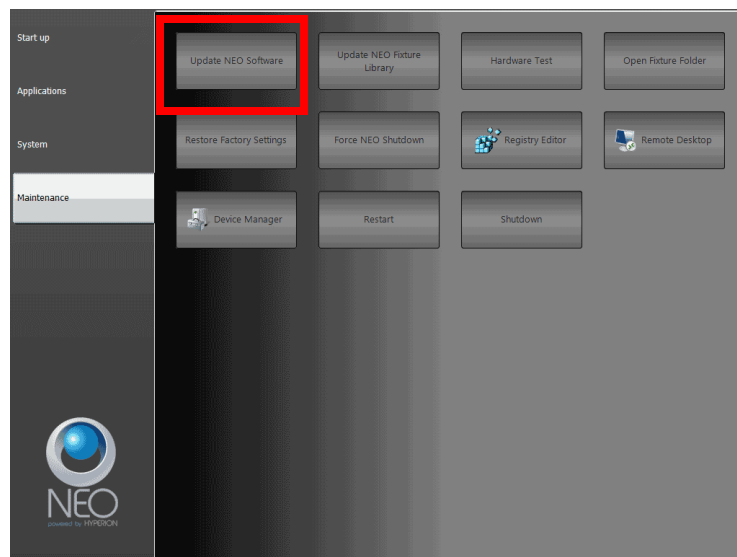 Start up
Applications
System
Maintenance
Update NEO Software
Update NEO Fixture
Library
Hardware Test
Open Fixture Folder
Restore Factory Settings
Force NEO Shutdown
Registry Editor
Remote Desktop
Device Manager
Restart
Shutdown
NEO
powered by HYPERION